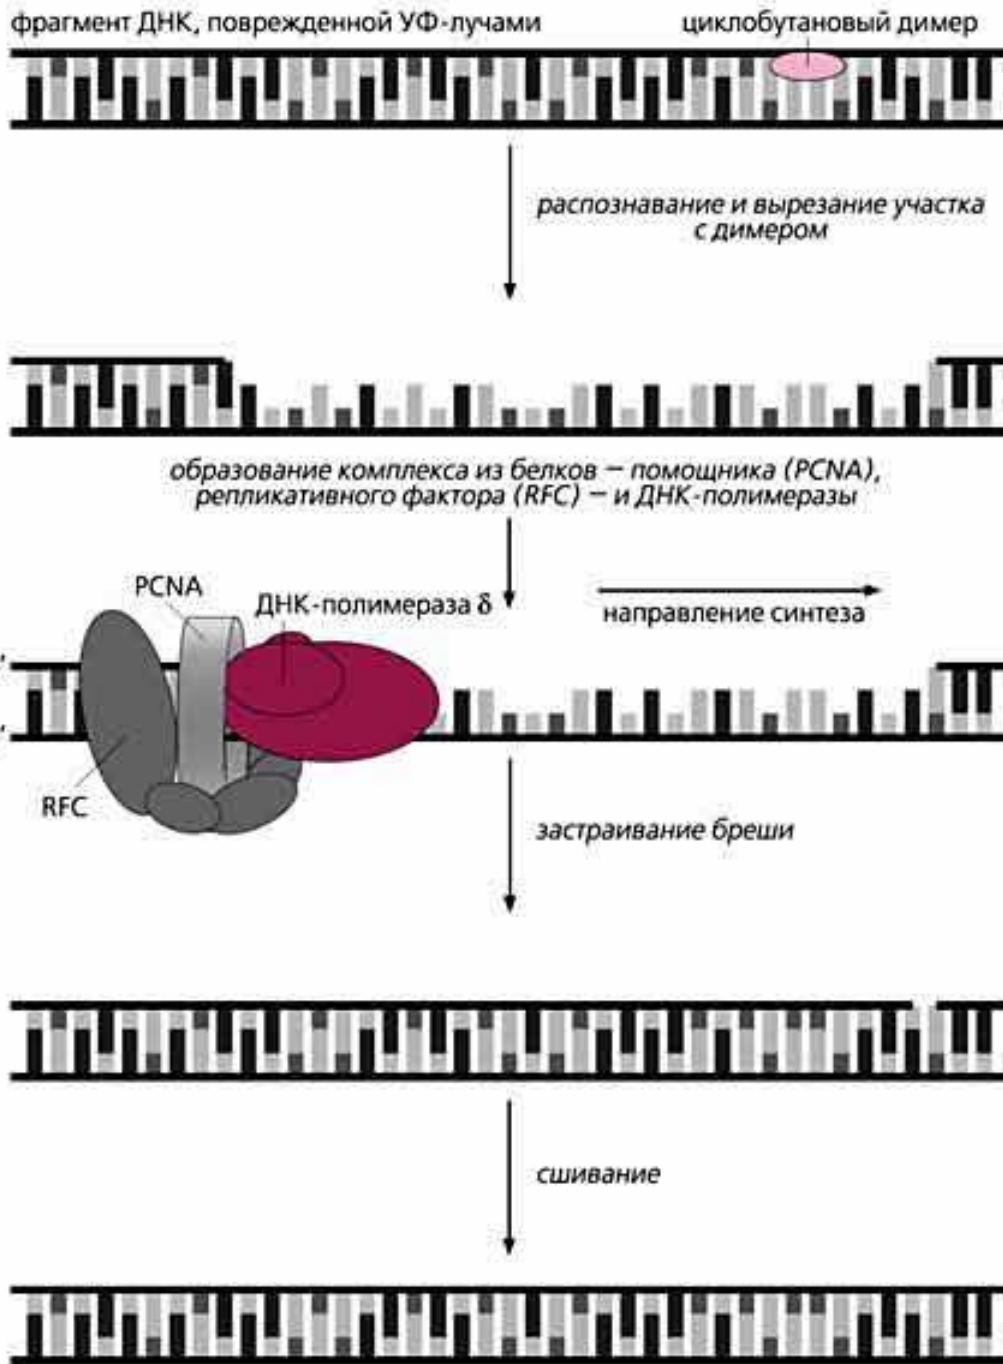 фрагмент ДНК, поврежденной УФ-лучами
циклобутановый димер
распознавание и вырезание участка
с димером
образование комплекса из белков – помощника (PCNA),
репликативного фактора (RFC) – и ДНК-полимеразы
PCNA
ДНК-полимераза δ
направление синтеза
RFC
застраивание бреши
сшивание